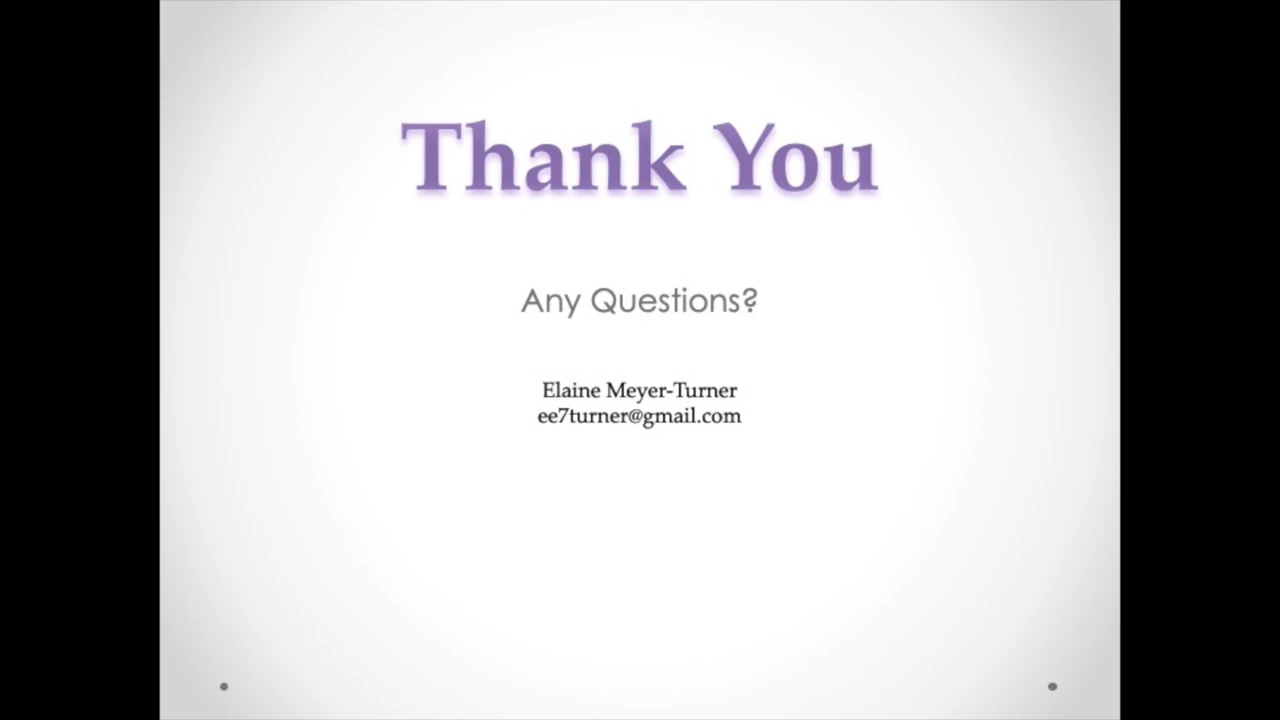 Thank You
Any Questions?
Elaine Meyer-Turner
ee7turner@gmail.com